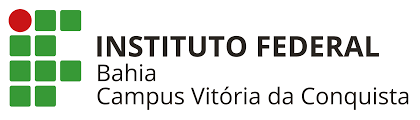 INSTITUTO FEDERAL
Bahia
Campus Vitória da Conquista